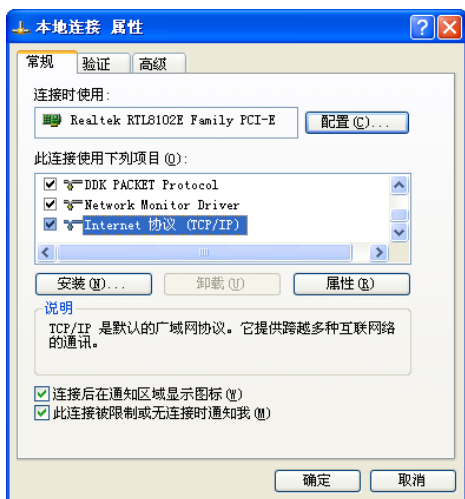 本地连接 属性
常规 验证 高级
连接时使用:
Realtek RTL8102E Family PCI-E 配置(C)...
此连接使用下列项目(O):
DDK PACKET Protocol
Network Monitor Driver
Internet 协议 (TCP/IP)
安装(N)... 卸载(U) 属性(R)
说明
TCP/IP 是默认的广域网协议。它提供跨越多种互联网络
的通讯。
连接后在通知区域显示图标(W)
此连接被限制或无连接时通知我(M)
确定 取消